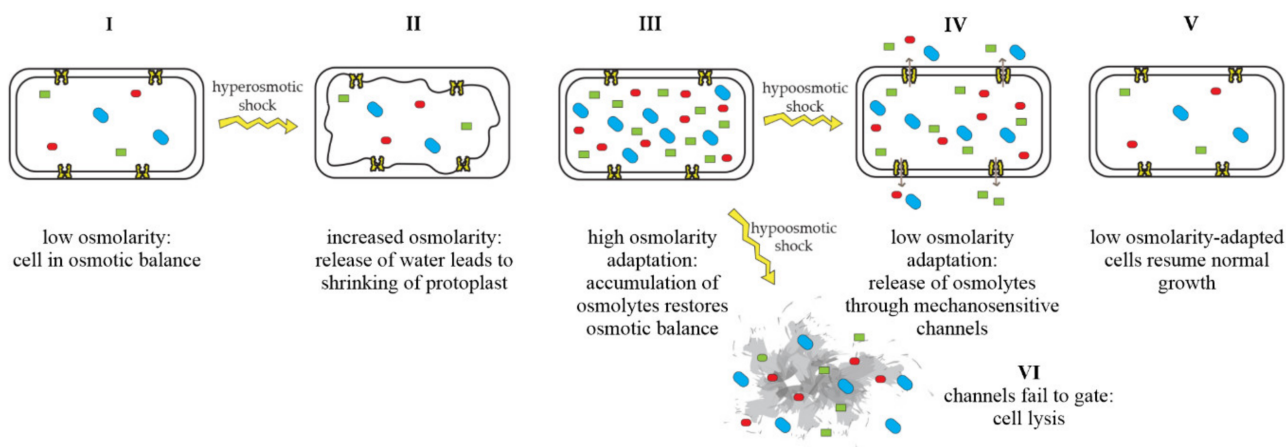 I
II
III
IV
V
hyperosmotic
shock
hypoosmotic
shock
low osmolarity:
cell in osmotic balance
increased osmolarity:
release of water leads to
shrinking of protoplast
high osmolarity
adaptation:
accumulation of
osmolytes restores
osmotic balance
hypoosmotic
shock
low osmolarity
adaptation:
release of osmolytes
through mechanosensitive
channels
low osmolarity-adapted
cells resume normal
growth
VI
channels fail to gate:
cell lysis